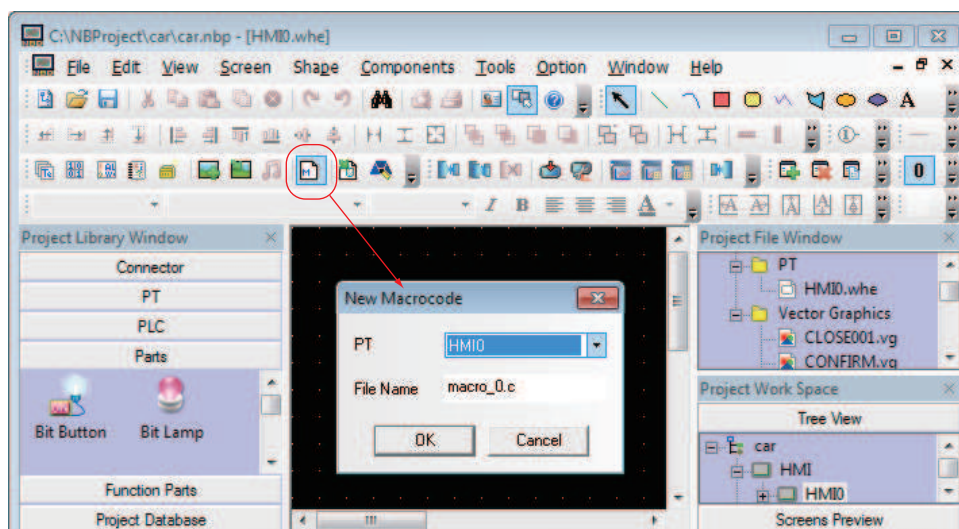 C:\NBProject\car\car.nbp - [HMI0.whe]
File Edit View Screen Shape Components Tools Option Window Help
A
1
M
0
I B A
A A A A A
Project Library Window
Connector
PT
PLC
Parts
Bit Button Bit Lamp
Function Parts
Project Database
New Macrocode
PT HMI0
File Name macro_0.c
OK Cancel
Project File Window
PT
HMI0.whe
Vector Graphics
CLOSE001.vg
CONFIRM.vg
Project Work Space
Tree View
car
HMI
HMI0
Screens Preview